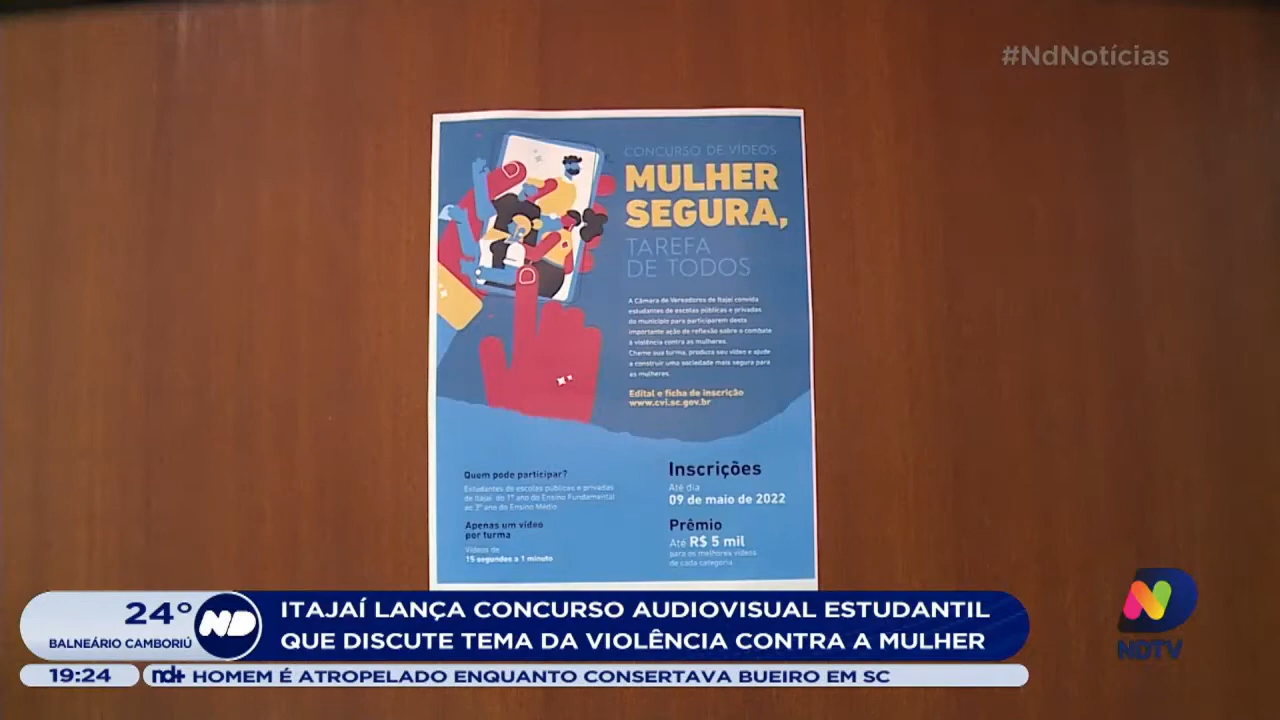 #NdNotícias
CONCURSO DE VÍDEOS
MULHER
SEGURA,
TAREFA
DE TODOS
A Câmara de Vereadores de Itajaí convida
estudantes de escolas públicas e privadas
do município para participarem desta
importante ação de reflexão sobre o combate
à violência contra as mulheres.
Chame sua turma, produza seu vídeo e ajude
a construir uma sociedade mais segura para
as mulheres.
Edital e ficha de inscrição
www.cvi.sc.gov.br
Quem pode participar?
Estudantes de escolas públicas e privadas
de Itajaí do 1º ano do Ensino Fundamental
ao 3º ano do Ensino Médio
Apenas um vídeo
por turma
Vídeos de
15 segundos a 1 minuto
Inscrições
Até dia
09 de maio de 2022
Prêmio
Até R$ 5 mil
para os melhores vídeos
de cada categoria
24º
BALNEÁRIO CAMBORIÚ
ND
ITAJAÍ LANÇA CONCURSO AUDIOVISUAL ESTUDANTIL
QUE DISCUTE TEMA DA VIOLÊNCIA CONTRA A MULHER
N
NDTV
19:24
nd+ HOMEM É ATROPELADO ENQUANTO CONSERTAVA BUEIRO EM SC